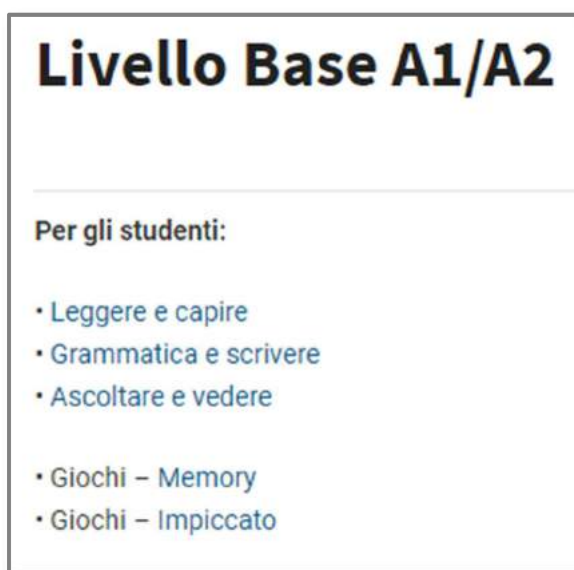 Livello Base A1/A2
Per gli studenti:
• Leggere e capire
• Grammatica e scrivere
• Ascoltare e vedere
• Giochi – Memory
• Giochi – Impiccato